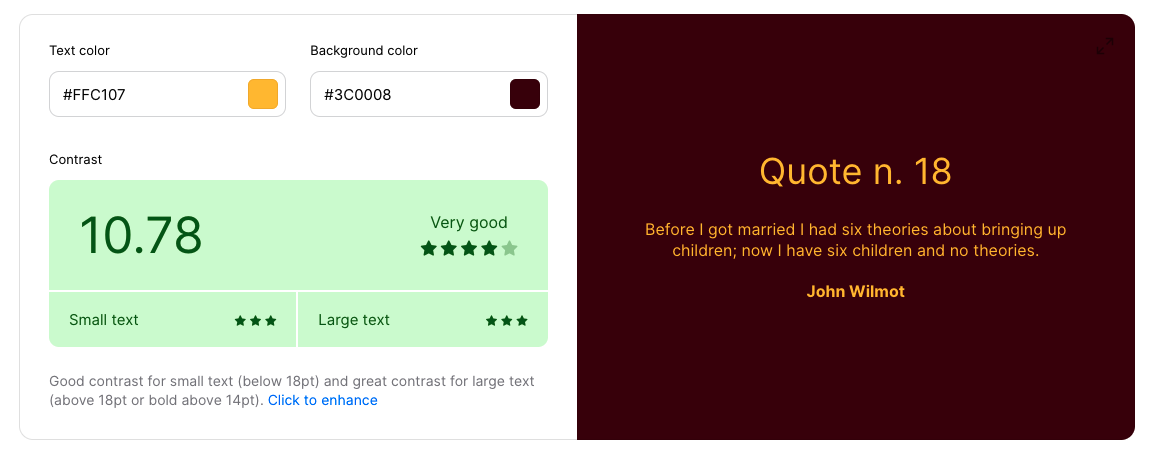 Text color
Background color
#FFC107
#3C0008
Contrast
10.78
Very good
Small text
Large text
Good contrast for small text (below 18pt) and great contrast for large text
(above 18pt or bold above 14pt). Click to enhance
Quote n. 18
Before I got married I had six theories about bringing up
children; now I have six children and no theories.
John Wilmot